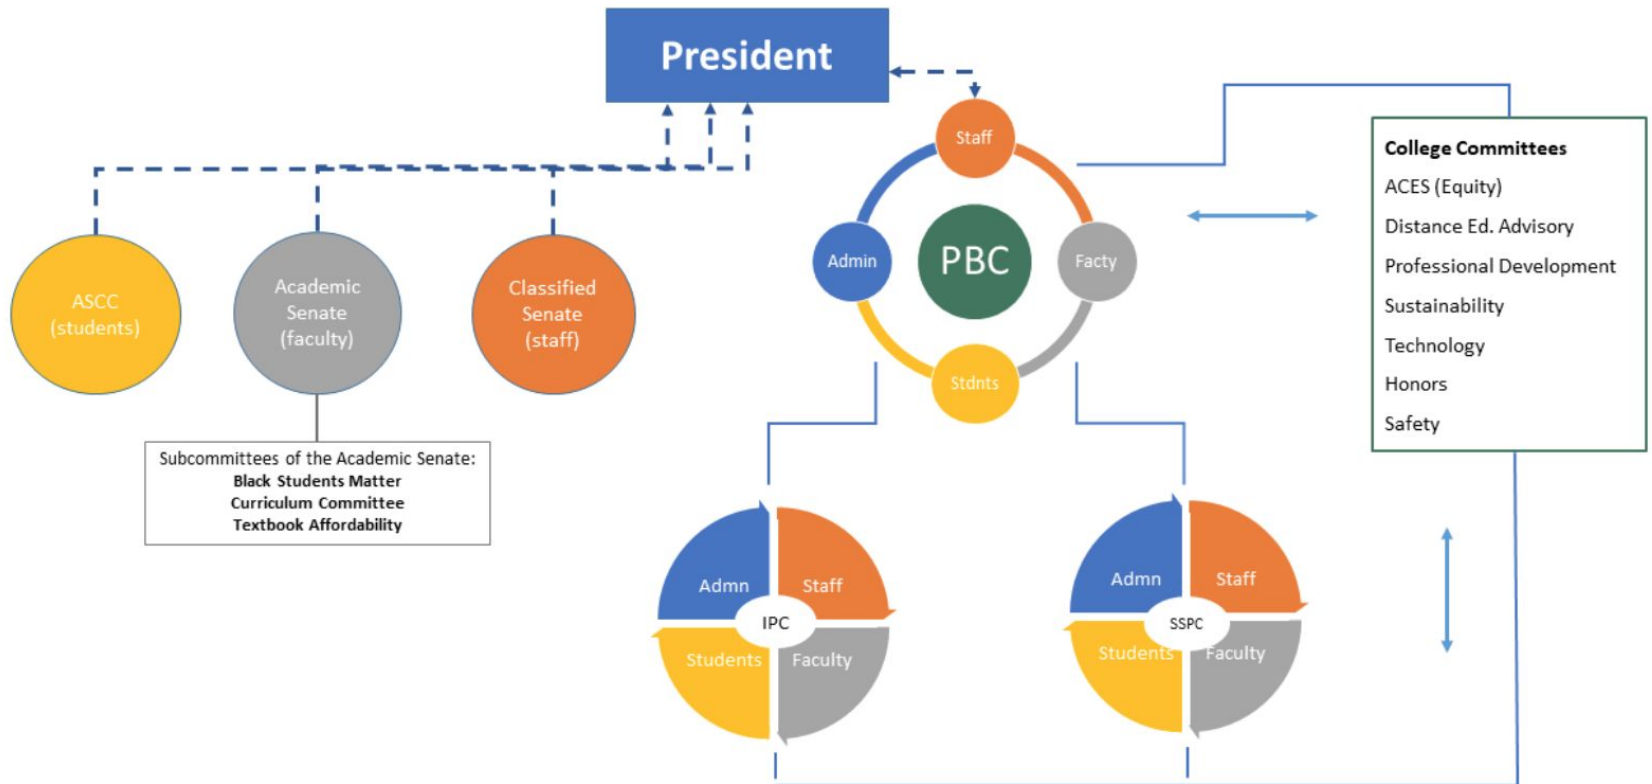 President
Staff
Admin
PBC
Facty
Stdnts
College Committees
ACES (Equity)
Distance Ed. Advisory
Professional Development
Sustainability
Technology
Honors
Safety
ASCC
(students)
Academic
Senate
(faculty)
Classified
Senate
(staff)
Subcommittees of the Academic Senate:
Black Students Matter
Curriculum Committee
Textbook Affordability
Admn
Staff
IPC
Students
Faculty
Admn
Staff
SSPC
Students
Faculty